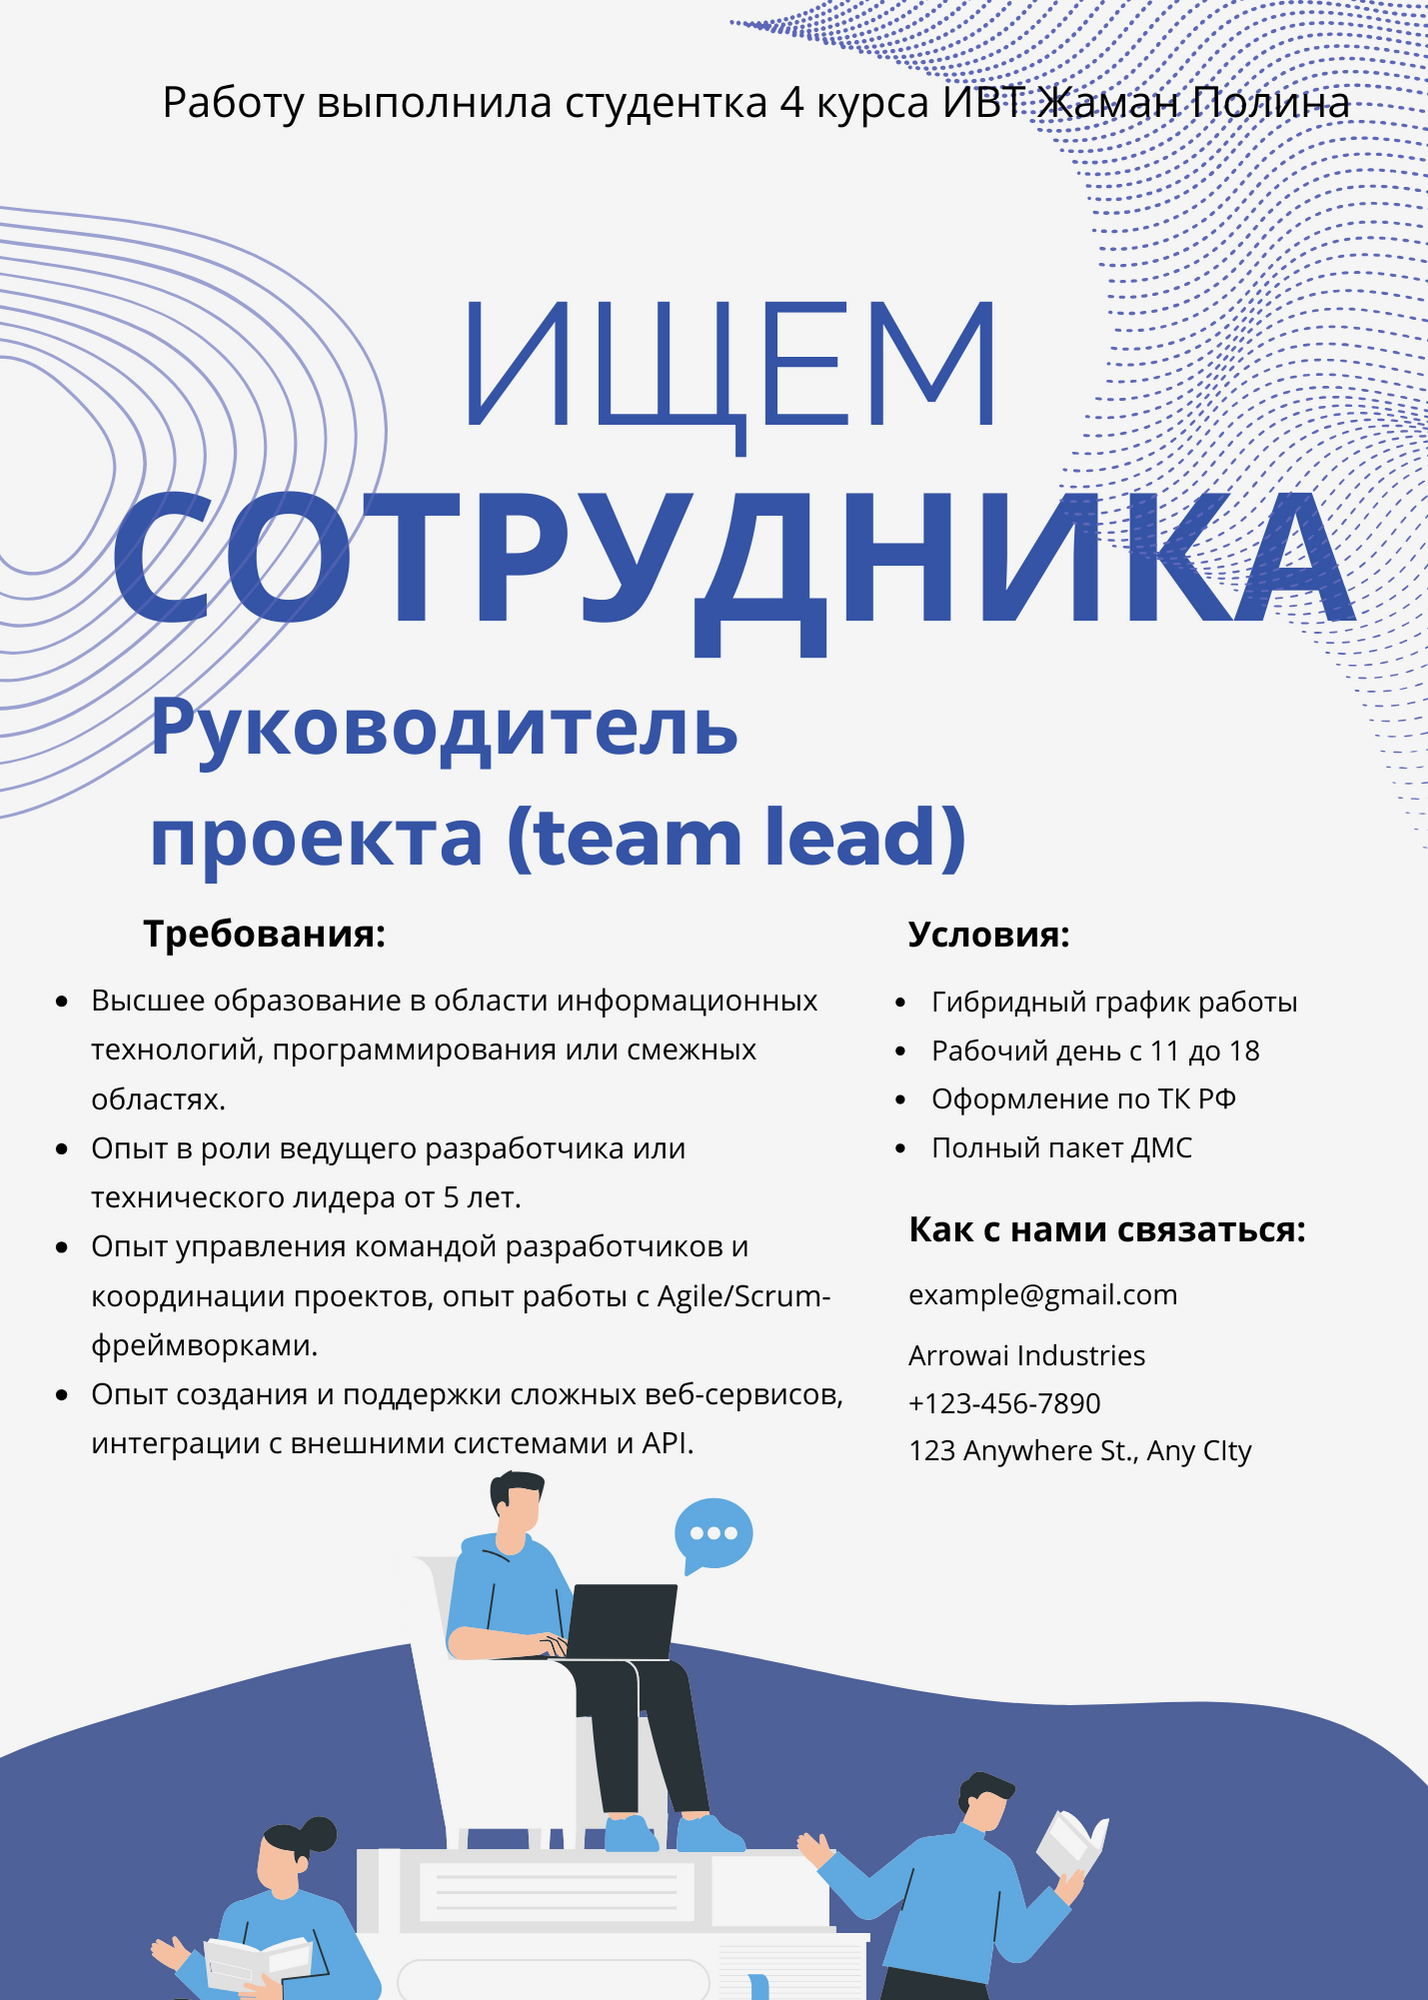 Работу выполнила студентка 4 курса ИВТ Жаман Полина
ИЩЕМ
СОТРУДНИКА
Руководитель
проекта (team lead)
Требования:
• Высшее образование в области информационных
технологий, программирования или смежных
областях.
• Опыт в роли ведущего разработчика или
технического лидера от 5 лет.
• Опыт управления командой разработчиков и
координации проектов, опыт работы с Agile/Scrum-
фреймворками.
• Опыт создания и поддержки сложных веб-сервисов,
интеграции с внешними системами и API.
Условия:
• Гибридный график работы
• Рабочий день с 11 до 18
• Оформление по ТК РФ
• Полный пакет ДМС
Как с нами связаться:
example@gmail.com
Arrowai Industries
+123-456-7890
123 Anywhere St., Any CIty